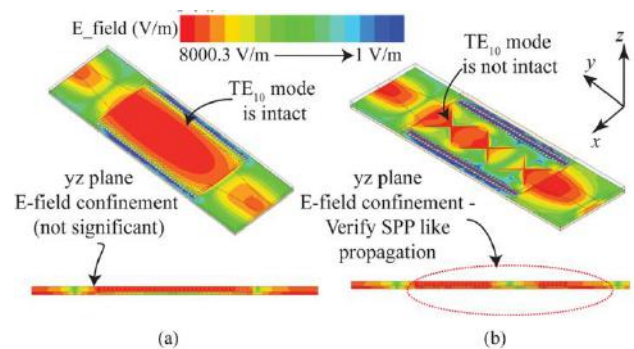 E_field (V/m)
8000.3 V/m
1 V/m
TE10 mode
is intact
yz plane
E-field confinement
(not significant)
(a)
(b)
TE10 mode
is not intact
z
y
x
yz plane
E-field confinement -
Verify SPP like
propagation